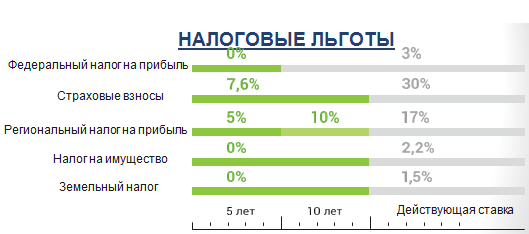 НАЛОГОВЫЕ ЛЬГОТЫ
Федеральный налог на прибыль 0% 3%
Страховые взносы 7,6% 30%
Региональный налог на прибыль 5% 10% 17%
Налог на имущество 0% 2,2%
Земельный налог 0% 1,5%
5 лет 10 лет Действующая ставка